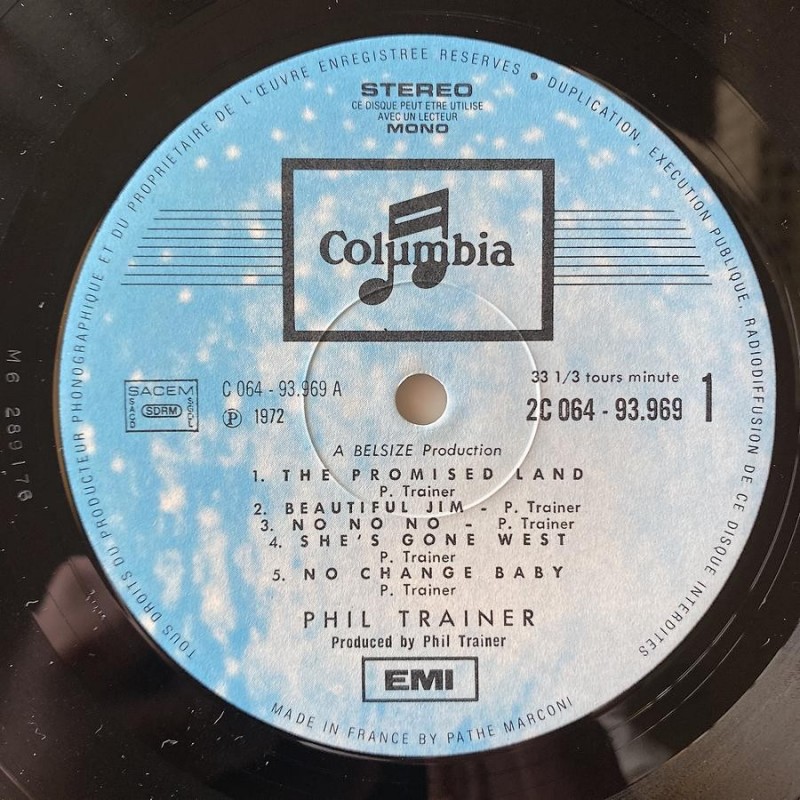 TOUS DROITS DU PRODUCTEUR PHONOGRAPHIQUE ET DU PROPRIETAIRE DE L'ŒUVRE ENREGISTREE RESERVES • DUPLICATION, EXECUTION PUBLIQUE, RADIODIFFUSION DE CE DISQUE INTERDITES
STEREO
CE DISQUE PEUT ETRE UTILISE
AVEC UN LECTEUR
MONO
Columbia
SACEM
SACD
SDRM
SGDL
C 064 - 93.969 A
Ⓟ 1972
33 1/3 tours minute
2C 064 - 93.969
1
A BELSIZE Production
1. THE PROMISED LAND
P. Trainer
2. BEAUTIFUL JIM - P. Trainer
3. NO NO NO - P. Trainer
4. SHE'S GONE WEST
P. Trainer
5. NO CHANGE BABY
P. Trainer
PHIL TRAINER
Produced by Phil Trainer
EMI
MADE IN FRANCE BY PATHE MARCONI
M6 289176